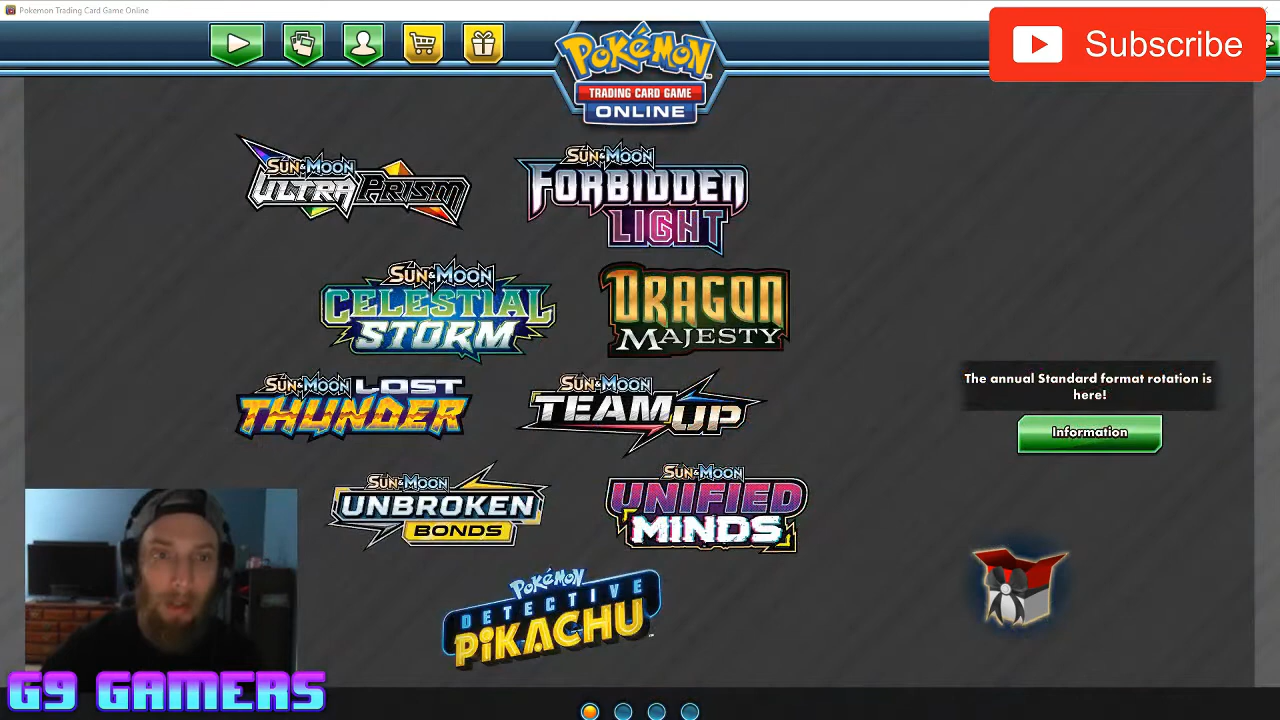 Pokemon Trading Card Game Online
Subscribe
POKéMON
TRADING CARD GAME
ONLINE
SUN & MOON
ULTRA PRISM
SUN & MOON
FORBIDDEN
LIGHT
SUN & MOON
CELESTIAL
STORM
DRAGON
MAJESTY
SUN & MOON LOST
THUNDER
SUN & MOON
TEAM UP
The annual Standard format rotation is
here!
Information
SUN & MOON
UNBROKEN
BONDS
SUN & MOON
UNIFIED
MINDS
POKéMON
DETECTIVE
PiKACHU
G9 GAMERS